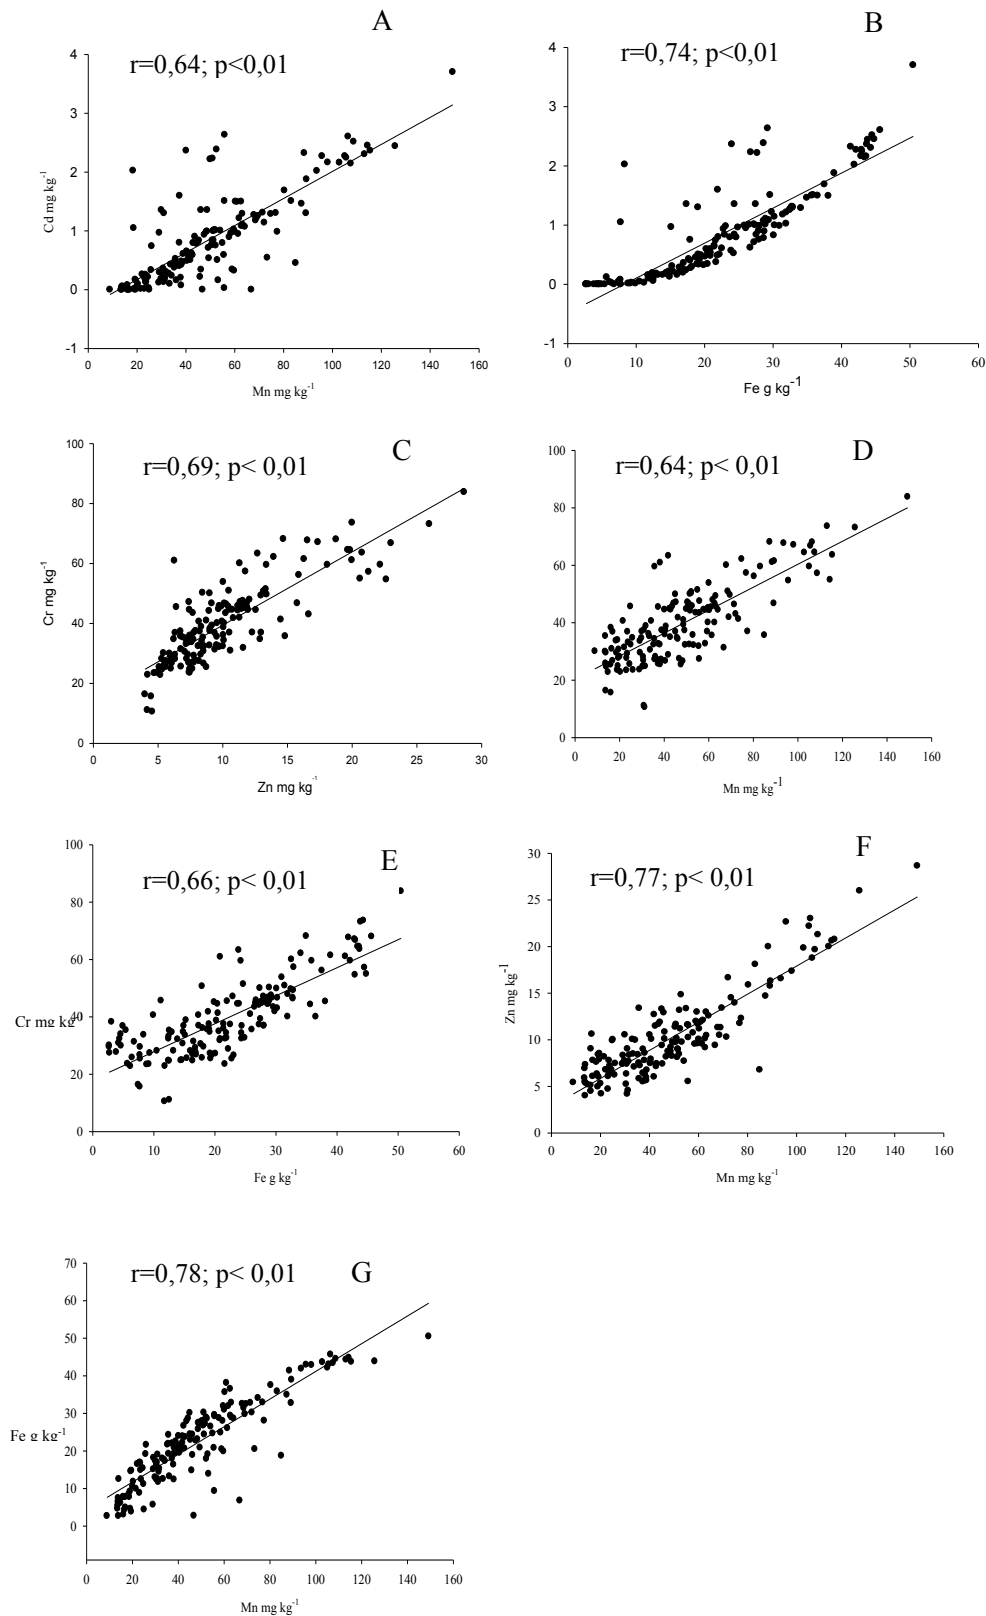 A
r=0,64; p<0,01
4
3
2
1
0
-1
Cd mg kg-1
0 20 40 60 80 100 120 140 160
Mn mg kg-1
B
r=0,74; p<0,01
4
3
2
1
0
-1
0 10 20 30 40 50 60
Fe g kg-1
C
r=0,69; p< 0,01
100
80
60
40
20
0
Cr mg kg-1
0 5 10 15 20 25 30
Zn mg kg-1
D
r=0,64; p< 0,01
100
80
60
40
20
0
0 20 40 60 80 100 120 140 160
Mn mg kg-1
E
r=0,66; p< 0,01
100
80
60
40
20
0
Cr mg kg-1
0 10 20 30 40 50 60
Fe g kg-1
F
r=0,77; p< 0,01
30
25
20
15
10
5
0
Zn mg kg-1
0 20 40 60 80 100 120 140 160
Mn mg kg-1
G
r=0,78; p< 0,01
70
60
50
40
30
20
10
0
Fe g kg-1
0 20 40 60 80 100 120 140 160
Mn mg kg-1